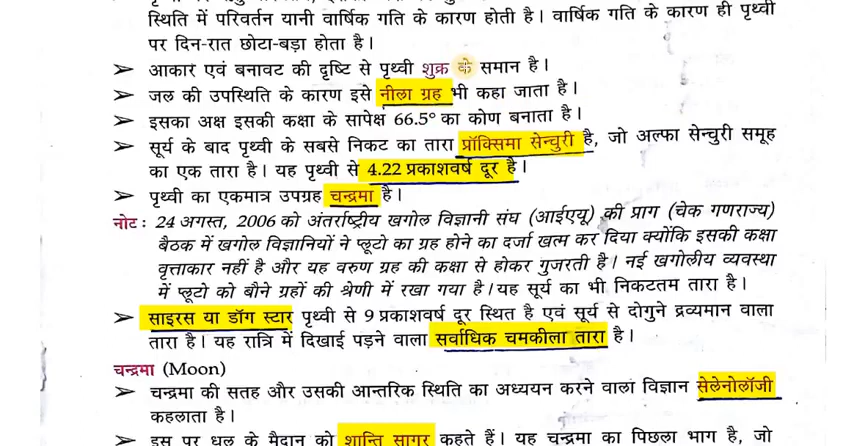 स्थिति में परिवर्तन यानी वार्षिक गति के कारण होती है। वार्षिक गति के कारण ही पृथ्वी
पर दिन-रात छोटा-बड़ा होता है।
➢ आकार एवं बनावट की दृष्टि से पृथ्वी शुक्र के समान है।
➢ जल की उपस्थिति के कारण इसे नीला ग्रह भी कहा जाता है।
➢ इसका अक्ष इसकी कक्षा के सापेक्ष 66.5° का कोण बनाता है।
➢ सूर्य के बाद पृथ्वी के सबसे निकट का तारा प्रॉक्सिमा सेन्चुरी है, जो अल्फा सेन्चुरी समूह
का एक तारा है। यह पृथ्वी से 4.22 प्रकाशवर्ष दूर है।
➢ पृथ्वी का एकमात्र उपग्रह चन्द्रमा है।
नोट : 24 अगस्त, 2006 को अंतर्राष्ट्रीय खगोल विज्ञानी संघ (आईएयू) की प्राग (चेक गणराज्य)
बैठक में खगोल विज्ञानियों ने प्लूटो का ग्रह होने का दर्जा खत्म कर दिया क्योंकि इसकी कक्षा
वृत्ताकार नहीं है और यह वरुण ग्रह की कक्षा से होकर गुजरती है। नई खगोलीय व्यवस्था
में प्लूटो को बौने ग्रहों की श्रेणी में रखा गया है। यह सूर्य का भी निकटतम तारा है।
➢ साइरस या डॉग स्टार पृथ्वी से 9 प्रकाशवर्ष दूर स्थित है एवं सूर्य से दोगुने द्रव्यमान वाला
तारा है। यह रात्रि में दिखाई पड़ने वाला सर्वाधिक चमकीला तारा है।
चन्द्रमा (Moon)
➢ चन्द्रमा की सतह और उसकी आन्तरिक स्थिति का अध्ययन करने वाला विज्ञान सेलेनोलॉजी
कहलाता है।
➢ इस पर धूल के मैदान को शान्ति सागर कहते हैं। यह चन्द्रमा का पिछला भाग है, जो